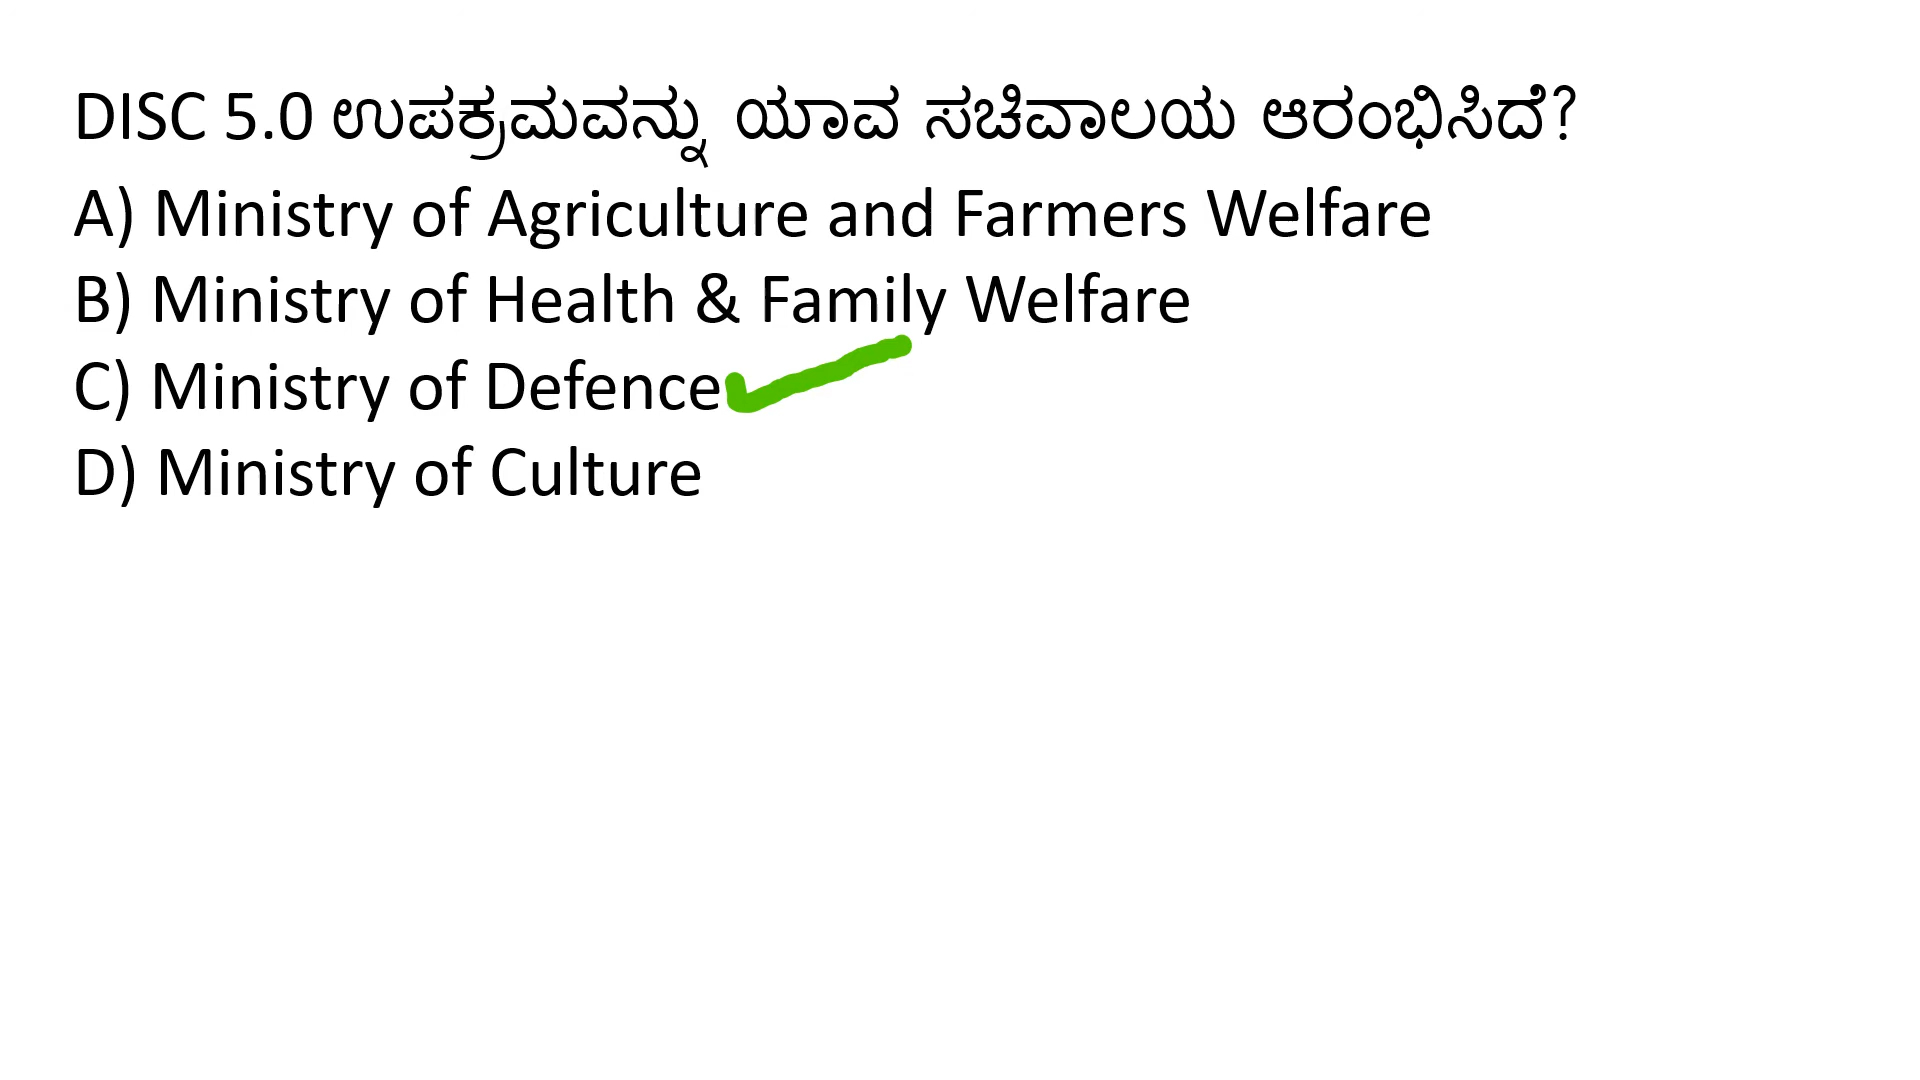 DISC 5.0 ಉಪಕ್ರಮವನ್ನು ಯಾವ ಸಚಿವಾಲಯ ಆರಂಭಿಸಿದೆ?
A) Ministry of Agriculture and Farmers Welfare
B) Ministry of Health & Family Welfare
C) Ministry of Defence
D) Ministry of Culture